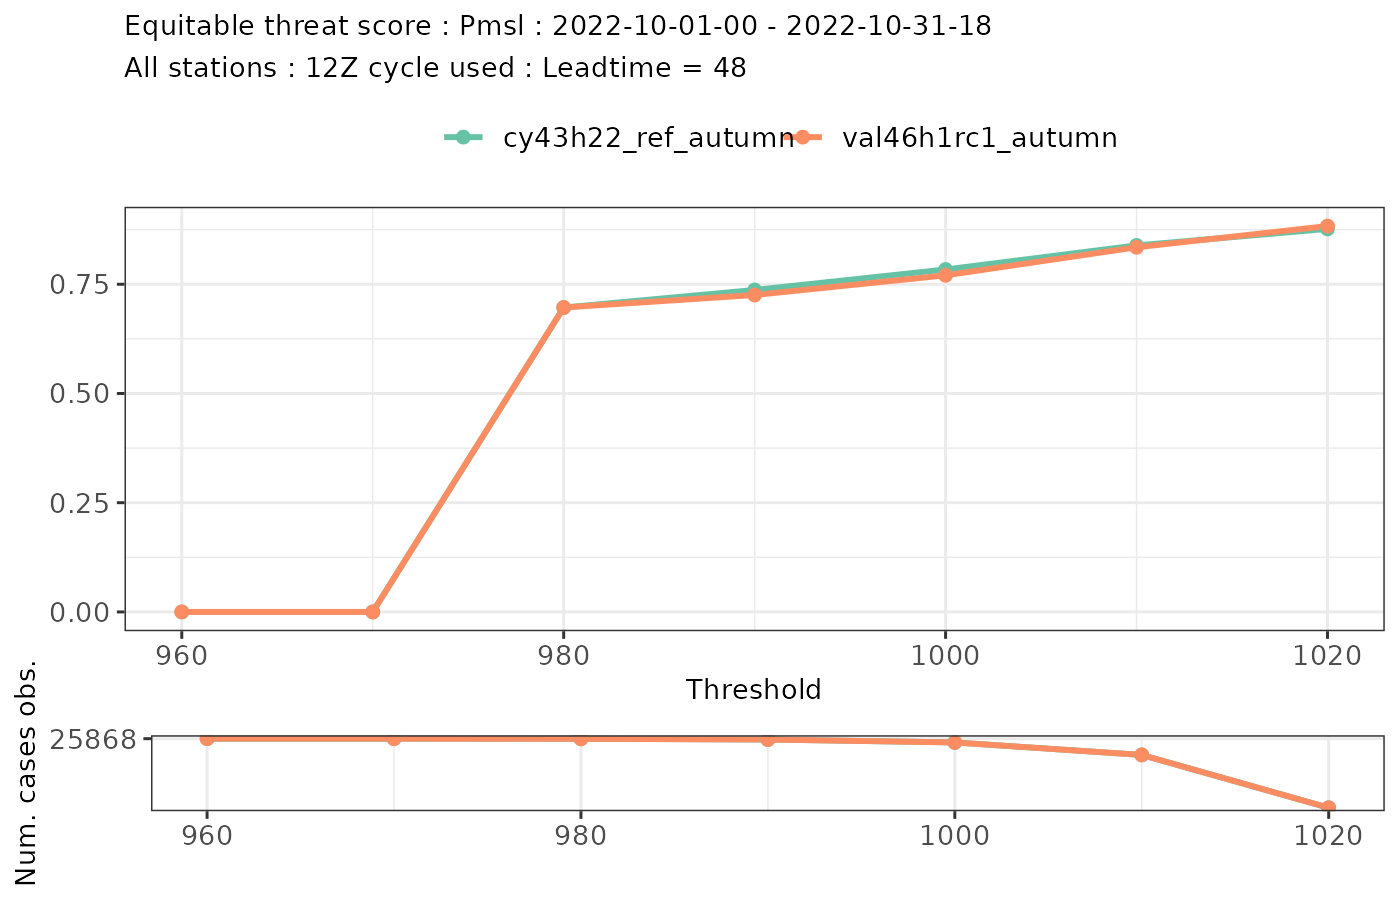 Equitable threat score : Pmsl : 2022-10-01-00 - 2022-10-31-18
All stations : 12Z cycle used : Leadtime = 48
cy43h22_ref_autumn val46h1rc1_autumn
0.75
0.50
0.25
0.00
960 980 1000 1020
Threshold
Num. cases obs.
25868
960 980 1000 1020